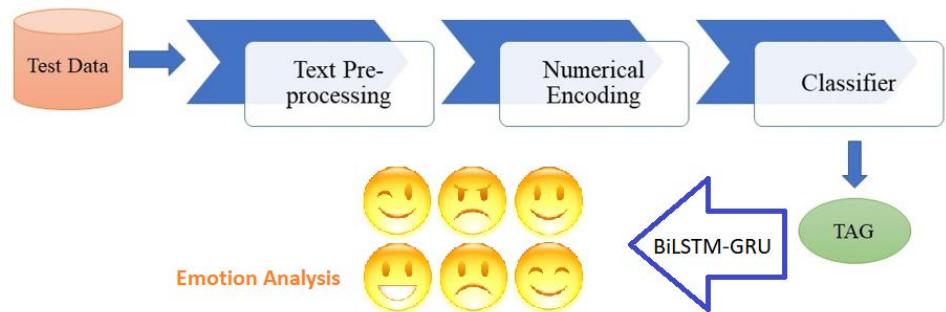 Test Data
Text Pre-
processing
Numerical
Encoding
Classifier
TAG
BiLSTM-GRU
Emotion Analysis